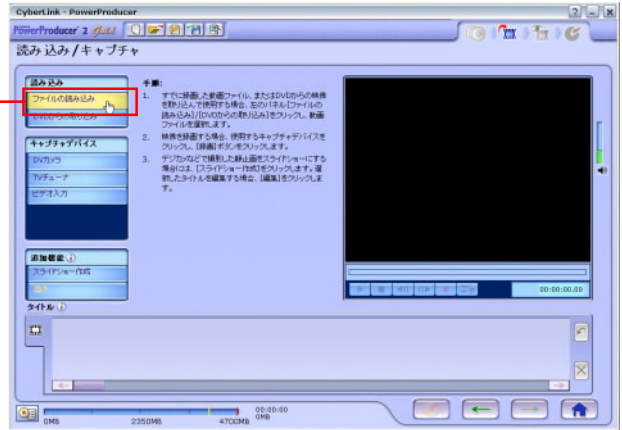 CyberLink - PowerProducer
PowerProducer 2 Gold
読み込み/キャプチャ
読み込み
ファイルの読み込み
DVDからの取り込み
キャプチャデバイス
DVカメラ
TVチューナ
ビデオ入力
追加機能
スライドショー作成
手順:
1. すでに録画した動画ファイル、またはDVDからの映像
を取り込んで使用する場合、左のパネル[ファイルの
読み込み]/[DVDからの取り込み]をクリックし、動画
ファイルを選択します。
2. 映像を録画する場合、使用するキャプチャデバイスを
クリックし、[録画]ボタンをクリックします。
3. デジカメなどで撮影した静止画をスライドショーにする
場合には、[スライドショー作成]をクリックします。選
択したタイトルを編集する場合、[編集]をクリックしま
す。
00:00:00.00
タイトル
0MB
2350MB
4700MB
00:00:00
0MB